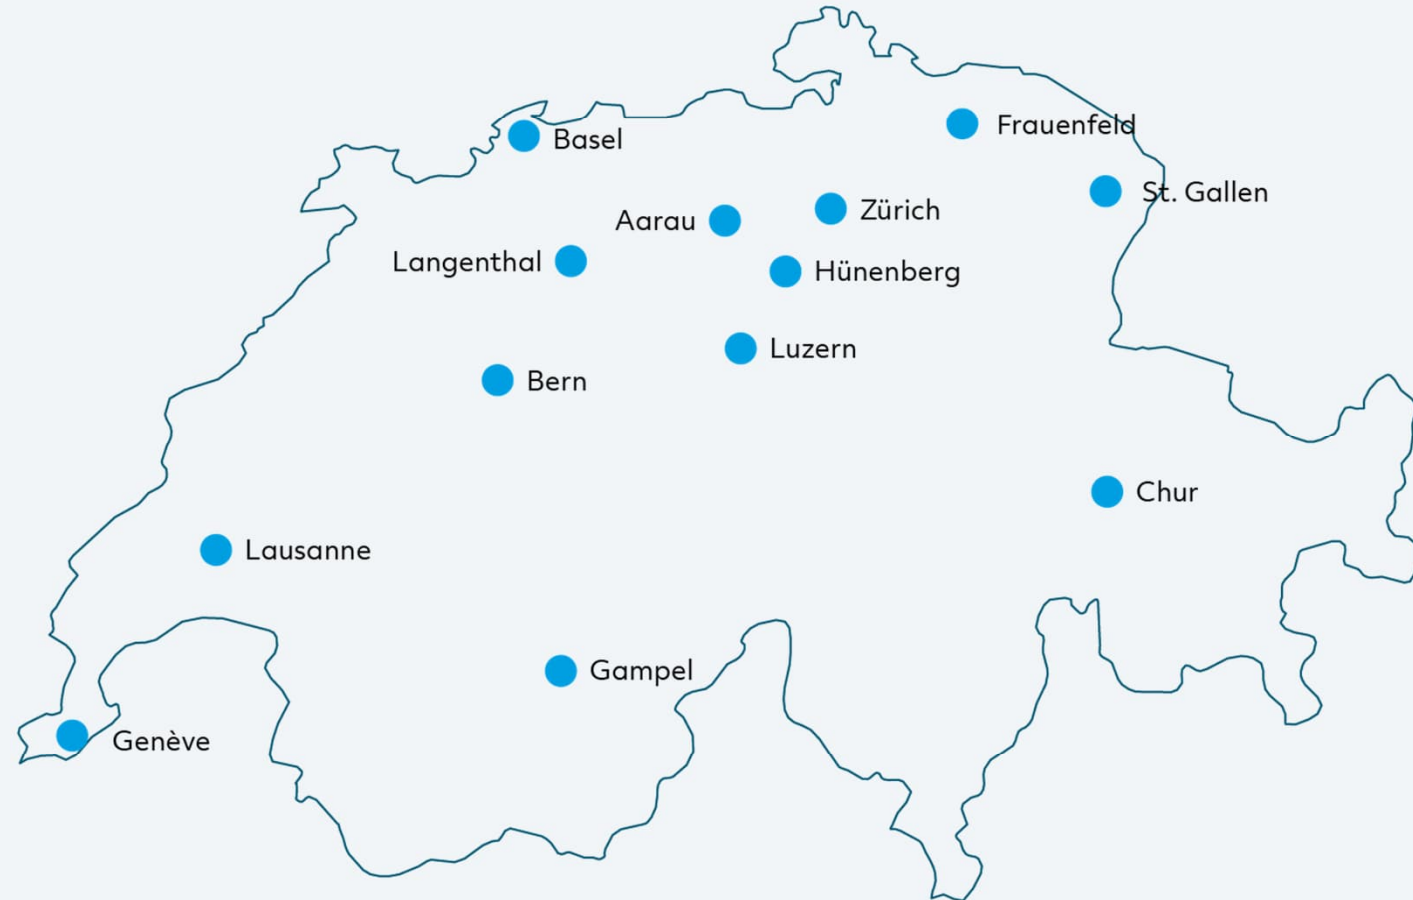 Frauenfeld
Basel
St. Gallen
Zürich
Aarau
Langenthal
Hünenberg
Luzern
Bern
Chur
Lausanne
Gampel
Genève